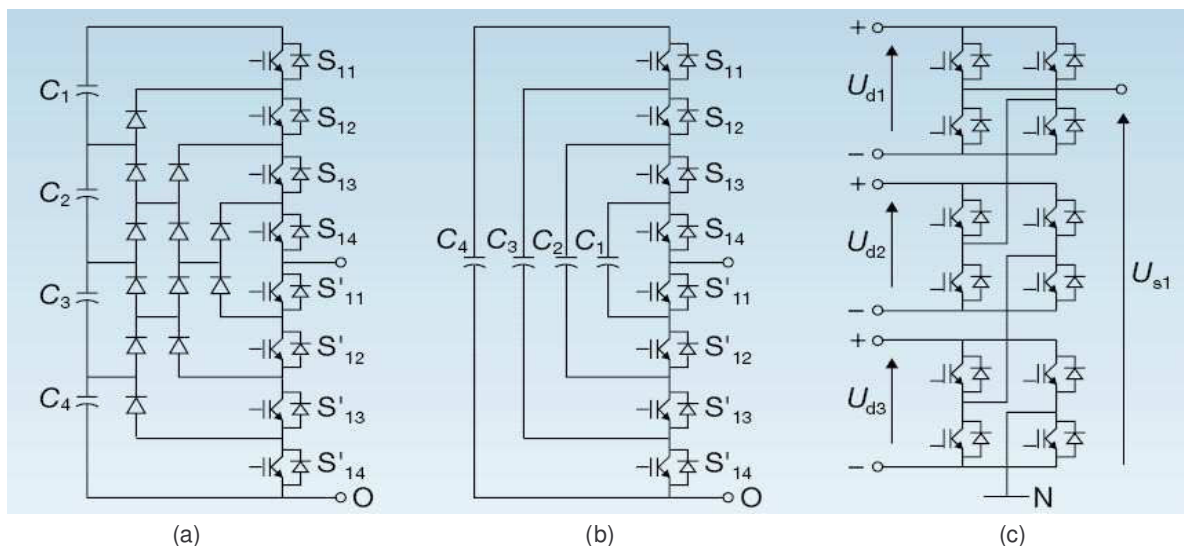 C1
C2
C3
C4
S11
S12
S13
S14
S'11
S'12
S'13
S'14
O
(a)
C4 C3 C2 C1
S11
S12
S13
S14
S'11
S'12
S'13
S'14
O
(b)
+
Ud1
−
+
Ud2
−
+
Ud3
−
Us1
N
(c)